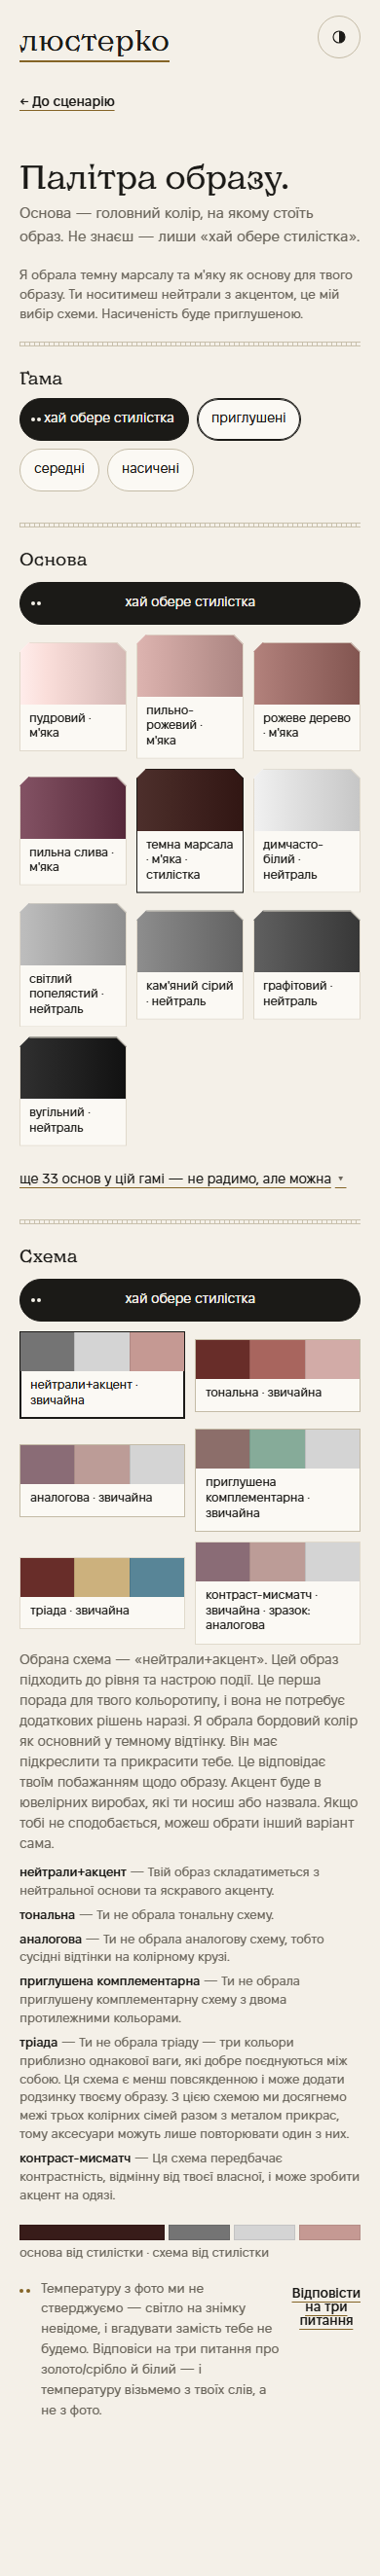 люстерко
← До сценарію
Палітра образу.
Основа — головний колір, на якому стоїть
образ. Не знаєш — лиши «хай обере стилістка».
Я обрала темну марсалу та м'яку як основу для твого
образу. Ти носитимеш нейтрали з акцентом, це мій
вибір схеми. Насиченість буде приглушеною.
Гама
хай обере стилістка
приглушені
середні
насичені
Основа
хай обере стилістка
пудровий ·
м'яка
пильно-
рожевий ·
м'яка
рожеве дерево
· м'яка
пильна слива ·
м'яка
темна марсала
· м'яка ·
стилістка
димчасто-
білий ·
нейтраль
світлий
попелястий ·
нейтраль
кам'яний сірий
· нейтраль
графітовий ·
нейтраль
вугільний ·
нейтраль
ще 33 основ у цій гамі — не радимо, але можна ▾
Схема
хай обере стилістка
нейтрали+акцент ·
звичайна
тональна · звичайна
аналогова · звичайна
приглушена
комплементарна ·
звичайна
тріада · звичайна
контраст-мисматч ·
звичайна · зразок:
аналогова
Обрана схема — «нейтрали+акцент». Цей образ
підходить до рівня та настрою події. Це перша
порада для твого кольоротипу, і вона не потребує
додаткових рішень наразі. Я обрала бордовий колір
як основний у темному відтінку. Він має
підкреслити та прикрасити тебе. Це відповідає
твоїм побажанням щодо образу. Акцент буде в
ювелірних виробах, які ти носиш або назвала. Якщо
тобі не сподобається, можеш обрати інший варіант
сама.
нейтрали+акцент — Твій образ складатиметься з
нейтральної основи та яскравого акценту.
тональна — Ти не обрала тональну схему.
аналогова — Ти не обрала аналогову схему, тобто
сусідні відтінки на колірному крузі.
приглушена комплементарна — Ти не обрала
приглушену комплементарну схему з двома
протилежними кольорами.
тріада — Ти не обрала тріаду — три кольори
приблизно однакової ваги, які добре поєднуються між
собою. Ця схема є менш повсякденною і може додати
родзинку твоєму образу. З цією схемою ми досягнемо
межі трьох колірних сімей разом з металом прикрас,
тому аксесуари можуть лише повторювати один з них.
контраст-мисматч — Ця схема передбачає
контрастність, відмінну від твоєї власної, і може зробити
акцент на одязі.
основа від стилістки · схема від стилістки
Температуру з фото ми не
стверджуємо — світло на знімку
невідоме, і вгадувати замість тебе не
будемо. Відповіси на три питання про
золото/срібло й білий — і
температуру візьмемо з твоїх слів, а
не з фото.
Відповісти
на три
питання